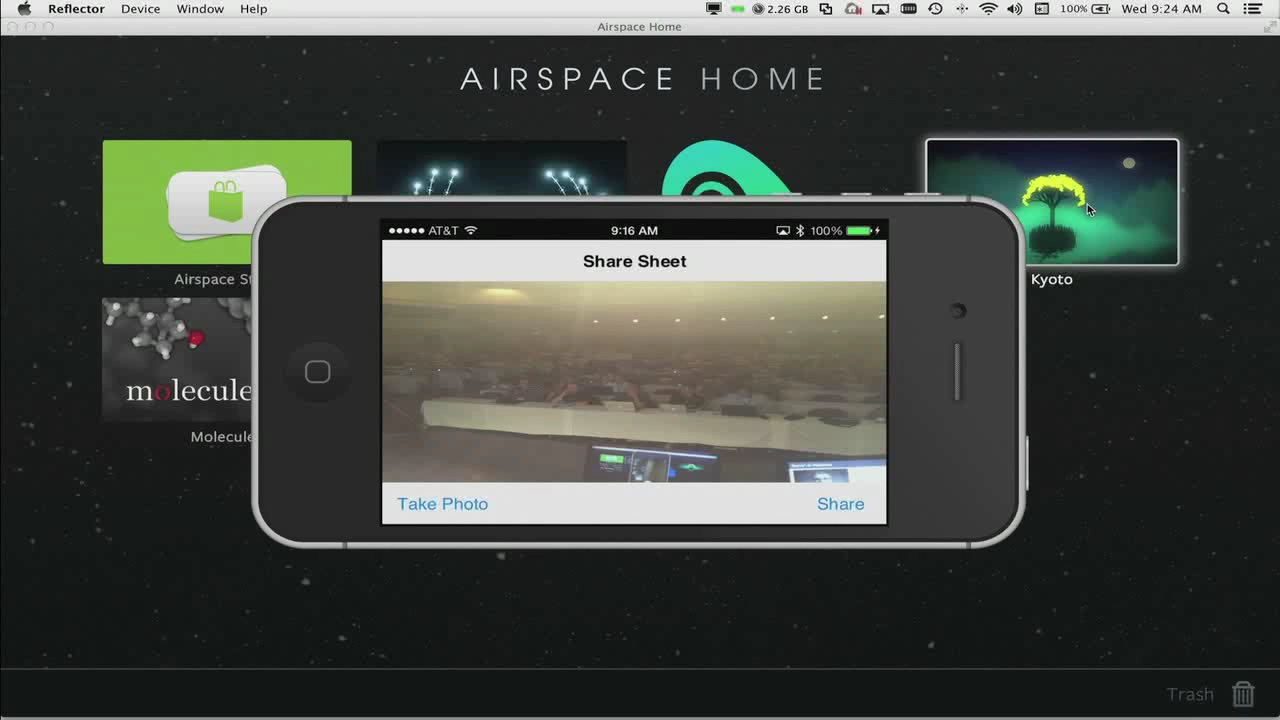 Reflector Device Window Help 2.26 GB 100% Wed 9:24 AM
Airspace Home
AIRSPACE HOME
AT&T 9:16 AM 100%
Share Sheet
Airspace St
Kyoto
molecule
Molecule
Take Photo Share
Trash